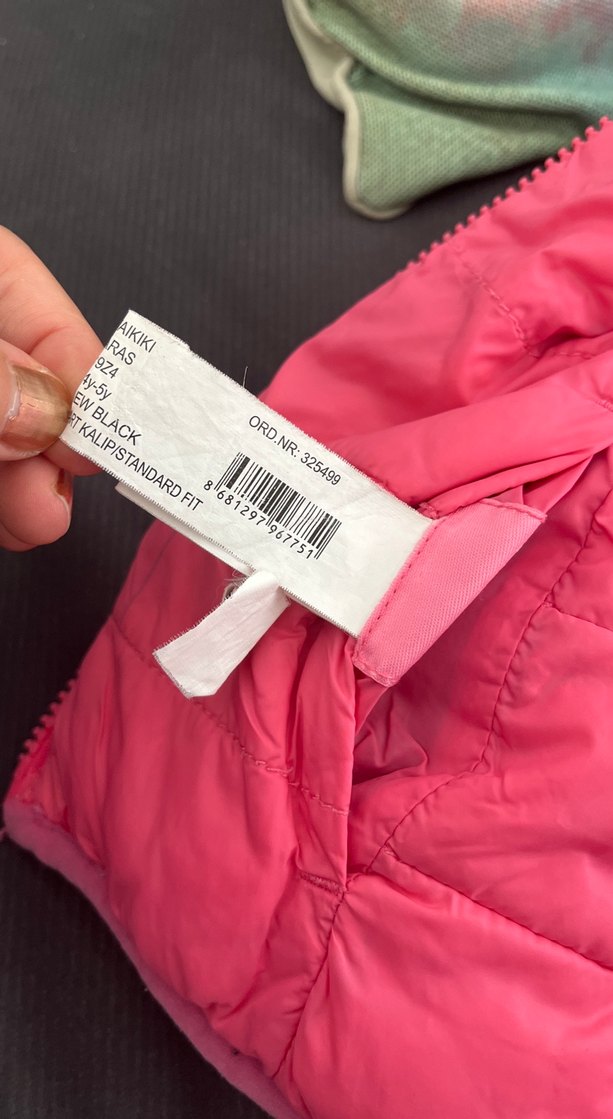 AIKIKI
RAS
9Z4
4y-5y
EW BLACK
RT KALIP/STANDARD FIT
ORD.NR: 325499
8 681297 967751